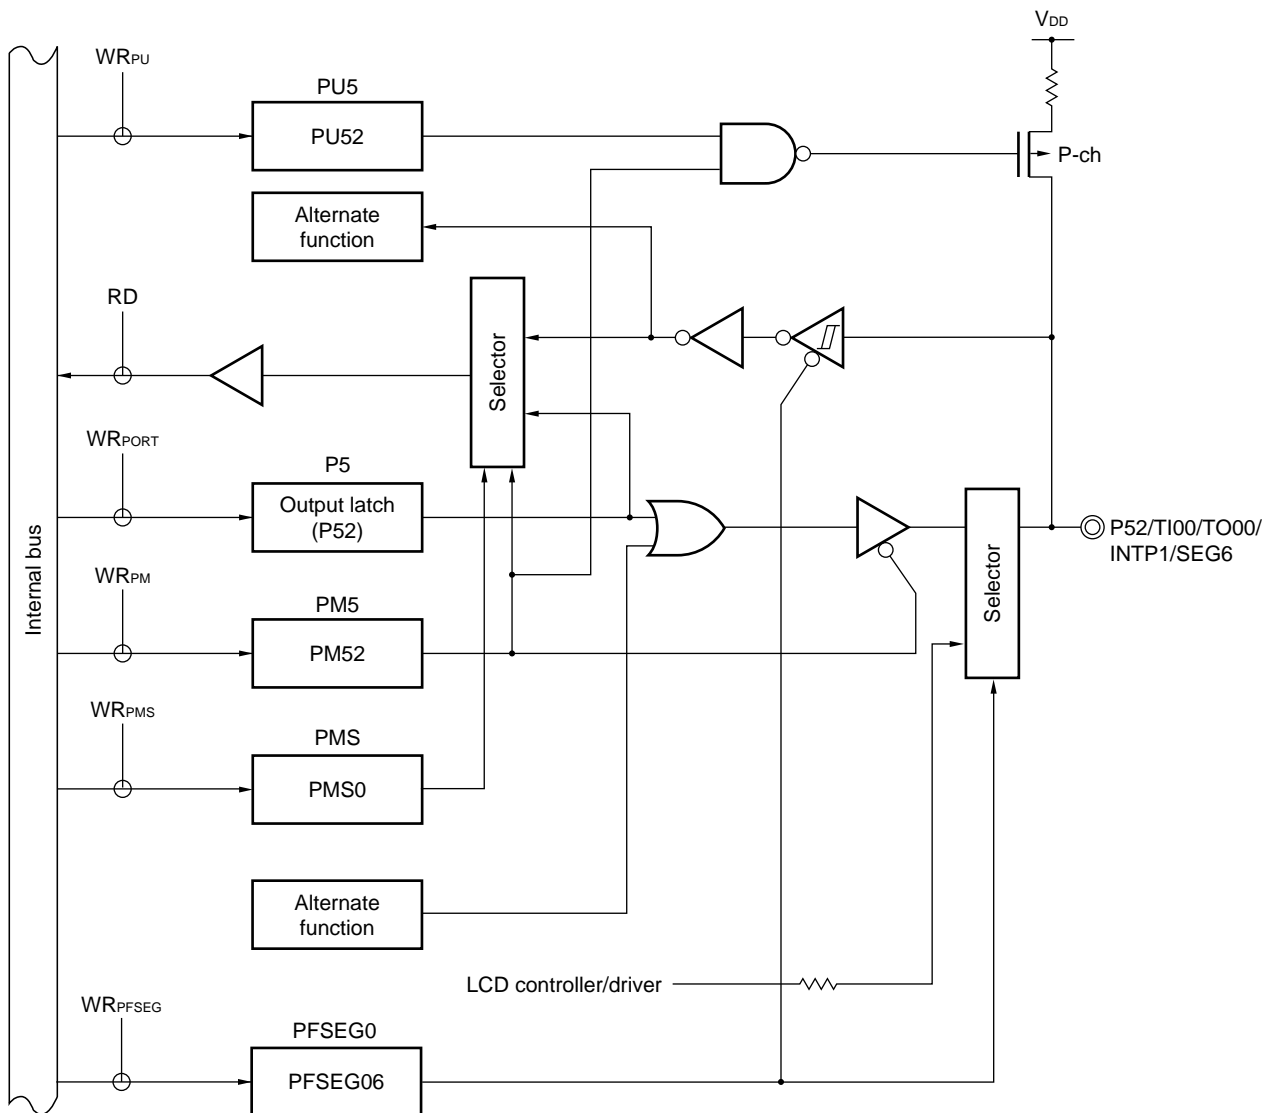 VDD
WRPU
PU5
PU52
P-ch
Alternate
function
RD
Selector
WRPORT
P5
Output latch
(P52)
P52/TI00/TO00/
INTP1/SEG6
Selector
Internal bus
WRPM
PM5
PM52
WRPMS
PMS
PMS0
Alternate
function
LCD controller/driver
WRPFSEG
PFSEG0
PFSEG06